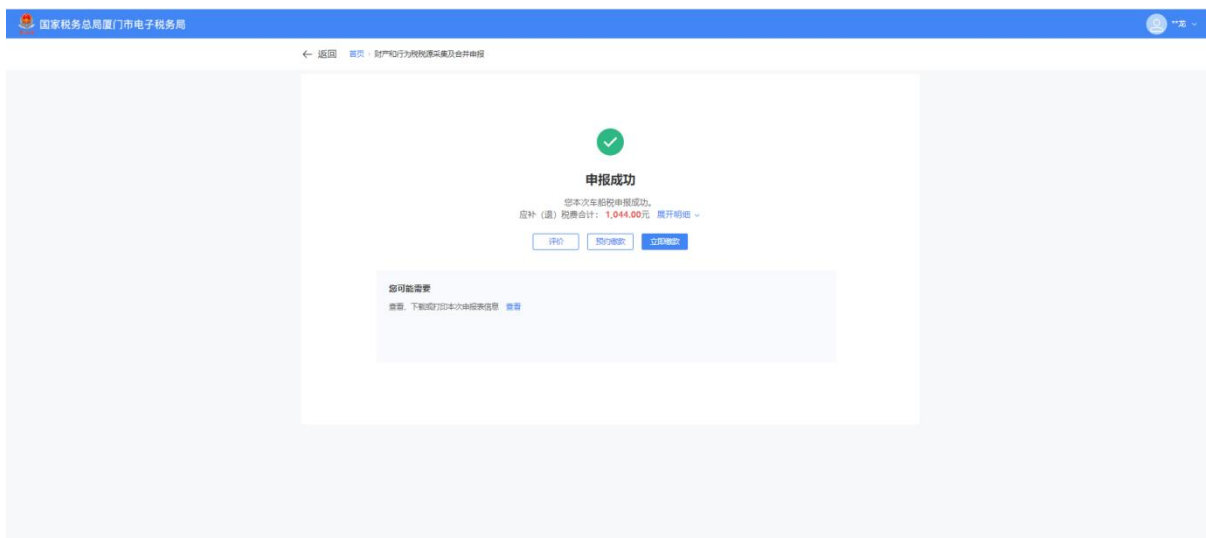 国家税务总局厦门市电子税务局
**龙
返回 首页 财产和行为税税源采集及合并申报
申报成功
您本次车船税申报成功。
应补（退）税费合计： 1,044.00元 展开明细
评价 预约缴款 立即缴款
您可能需要
查看、下载或打印本次申报表信息 查看